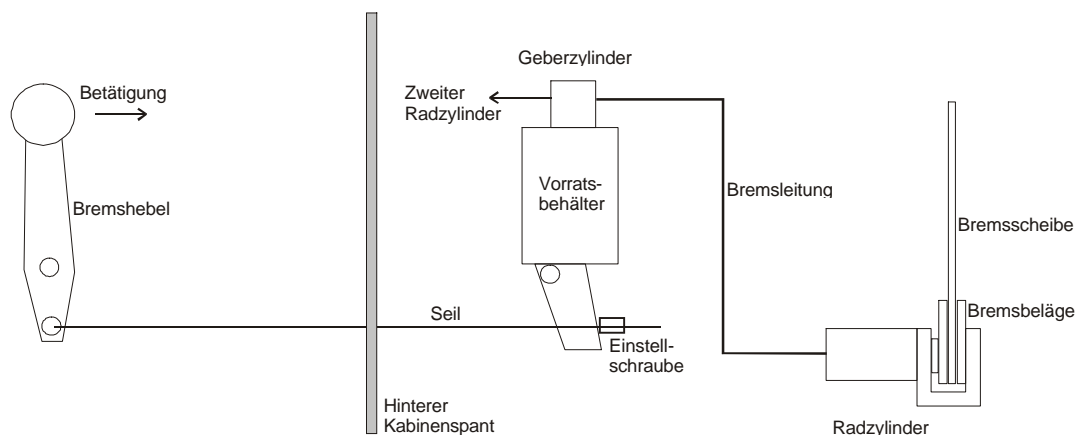 Geberzylinder
Betätigung
Zweiter
Radzylinder
Vorrats-
behälter
Bremsleitung
Bremshebel
Bremsscheibe
Bremsbeläge
Seil
Einstell-
schraube
Hinterer
Kabinenspant
Radzylinder